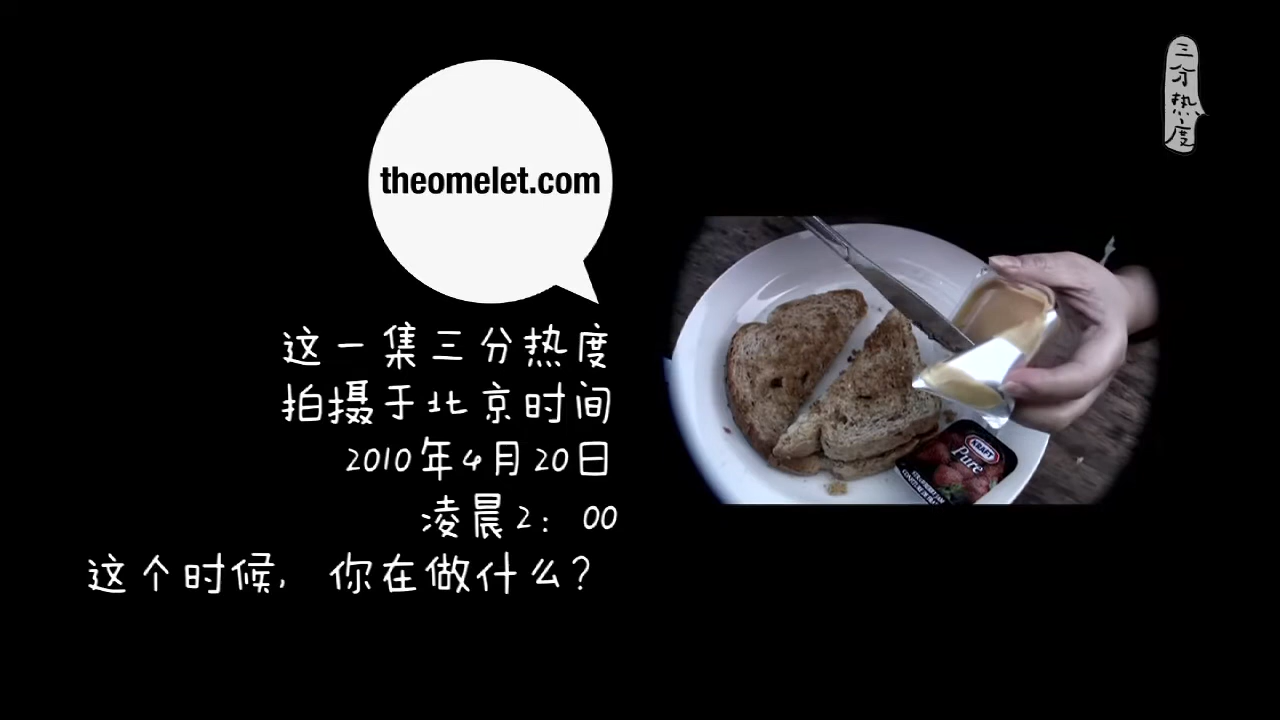 三分热度
theomelet.com
这一集三分热度
拍摄于北京时间
2010年4月20日
凌晨2：00
这个时候，你在做什么？
KRAFT
Pure